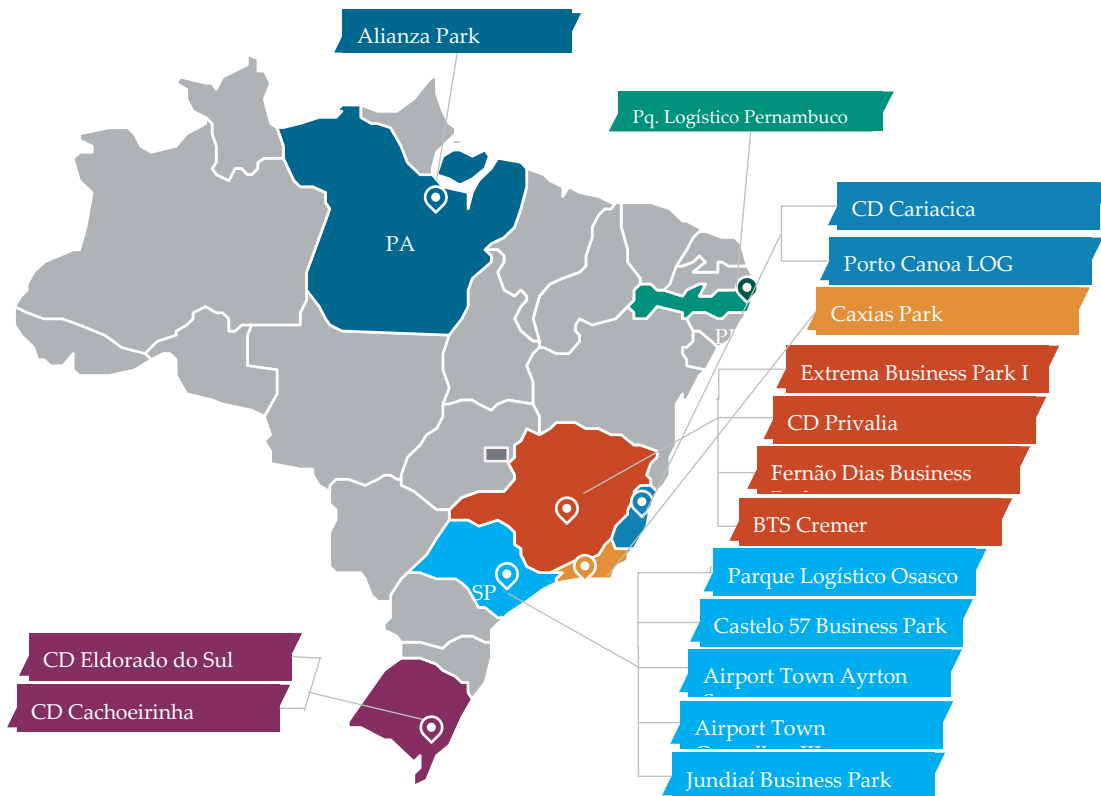 Alianza Park
Pq. Logístico Pernambuco
CD Cariacica
PA
Porto Canoa LOG
Caxias Park
Extrema Business Park I
CD Privalia
Fernão Dias Business
BTS Cremer
Parque Logístico Osasco
SP
Castelo 57 Business Park
CD Eldorado do Sul
Airport Town Ayrton
CD Cachoeirinha
Airport Town
Jundiaí Business Park